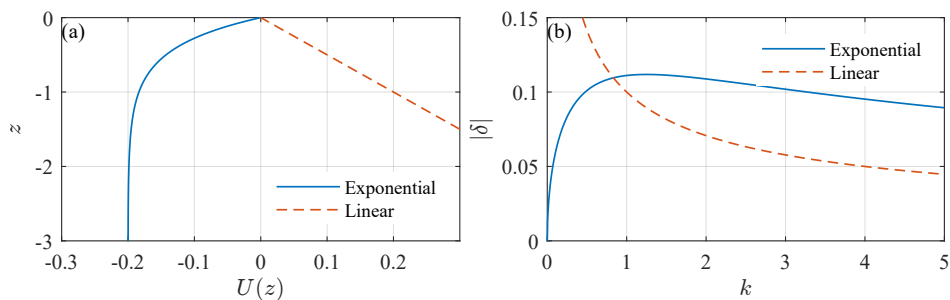 (a)
0
-1
-2
-3
z
-0.3
-0.2
-0.1
0
0.1
0.2
U(z)
Exponential
Linear
(b)
0.15
0.1
0.05
0
|δ|
0
1
2
3
4
5
k
Exponential
Linear